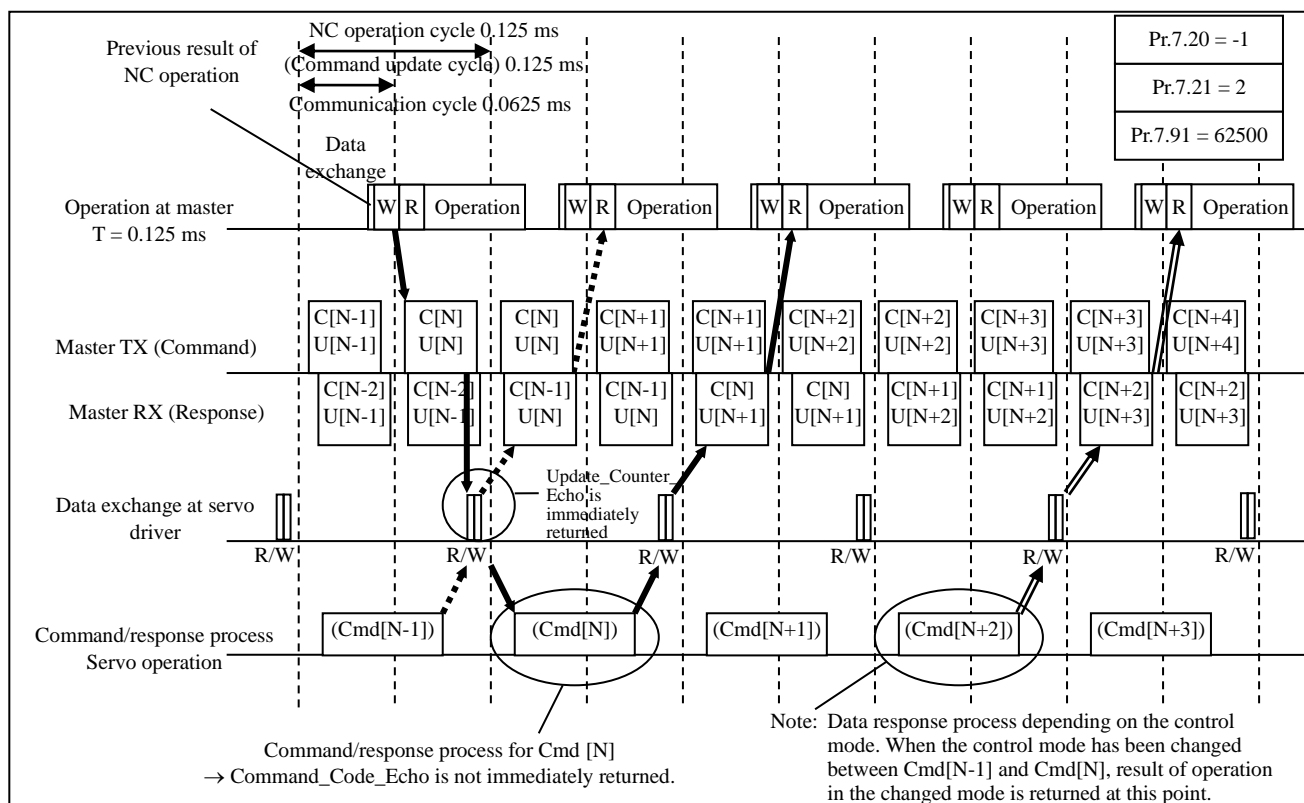 NC operation cycle 0.125 ms
(Command update cycle) 0.125 ms
Communication cycle 0.0625 ms
Previous result of
NC operation
Pr.7.20 = -1
Pr.7.21 = 2
Pr.7.91 = 62500
Data
exchange
Operation at master
T = 0.125 ms
W R Operation W R Operation W R Operation W R Operation W R Operation
Master TX (Command)
C[N-1] C[N] C[N] C[N+1] C[N+1] C[N+2] C[N+2] C[N+3] C[N+3] C[N+4]
U[N-1] U[N] U[N] U[N+1] U[N+1] U[N+2] U[N+2] U[N+3] U[N+3] U[N+4]
Master RX (Response)
C[N-2] C[N-2] C[N-1] C[N-1] C[N] C[N] C[N+1] C[N+1] C[N+2] C[N+2]
U[N-1] U[N-1] U[N] U[N] U[N+1] U[N+1] U[N+2] U[N+2] U[N+3] U[N+3]
Update_Counter_
Echo is
immediately
returned
Data exchange at servo
driver
R/W R/W R/W R/W R/W R/W
Command/response process
Servo operation
(Cmd[N-1]) (Cmd[N]) (Cmd[N+1]) (Cmd[N+2]) (Cmd[N+3])
Command/response process for Cmd [N]
→ Command_Code_Echo is not immediately returned.
Note: Data response process depending on the control
mode. When the control mode has been changed
between Cmd[N-1] and Cmd[N], result of operation
in the changed mode is returned at this point.